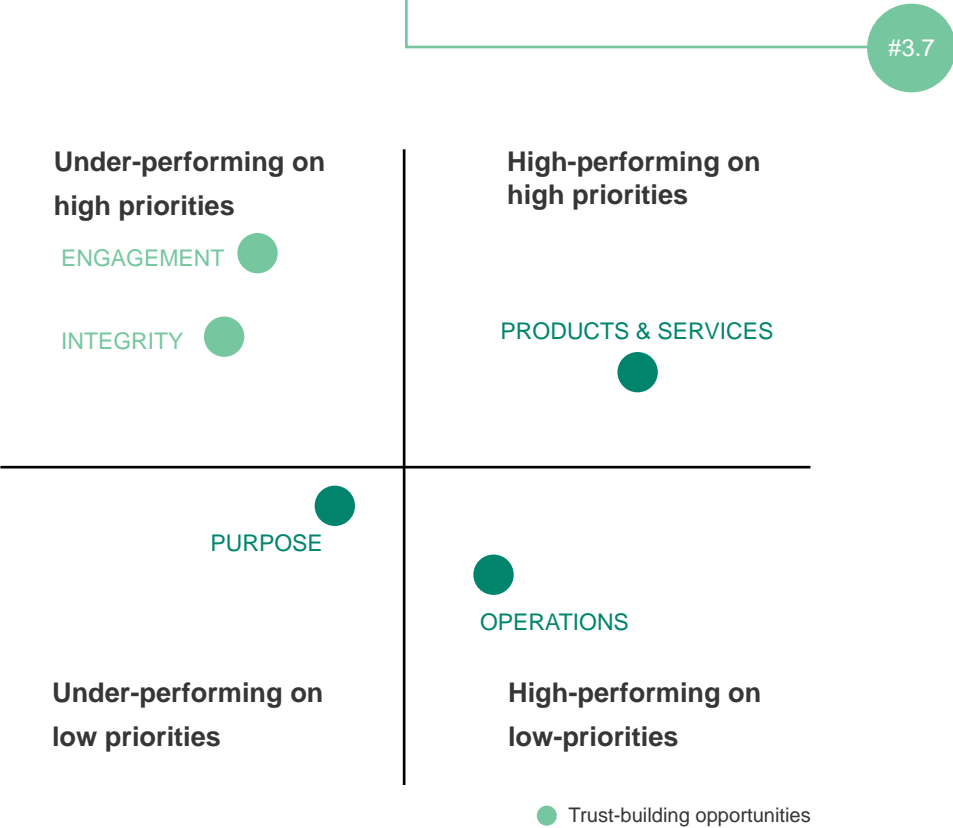 #3.7
Under-performing on
high priorities
High-performing on
high priorities
ENGAGEMENT
INTEGRITY
PRODUCTS & SERVICES
PURPOSE
OPERATIONS
Under-performing on
low priorities
High-performing on
low-priorities
Trust-building opportunities